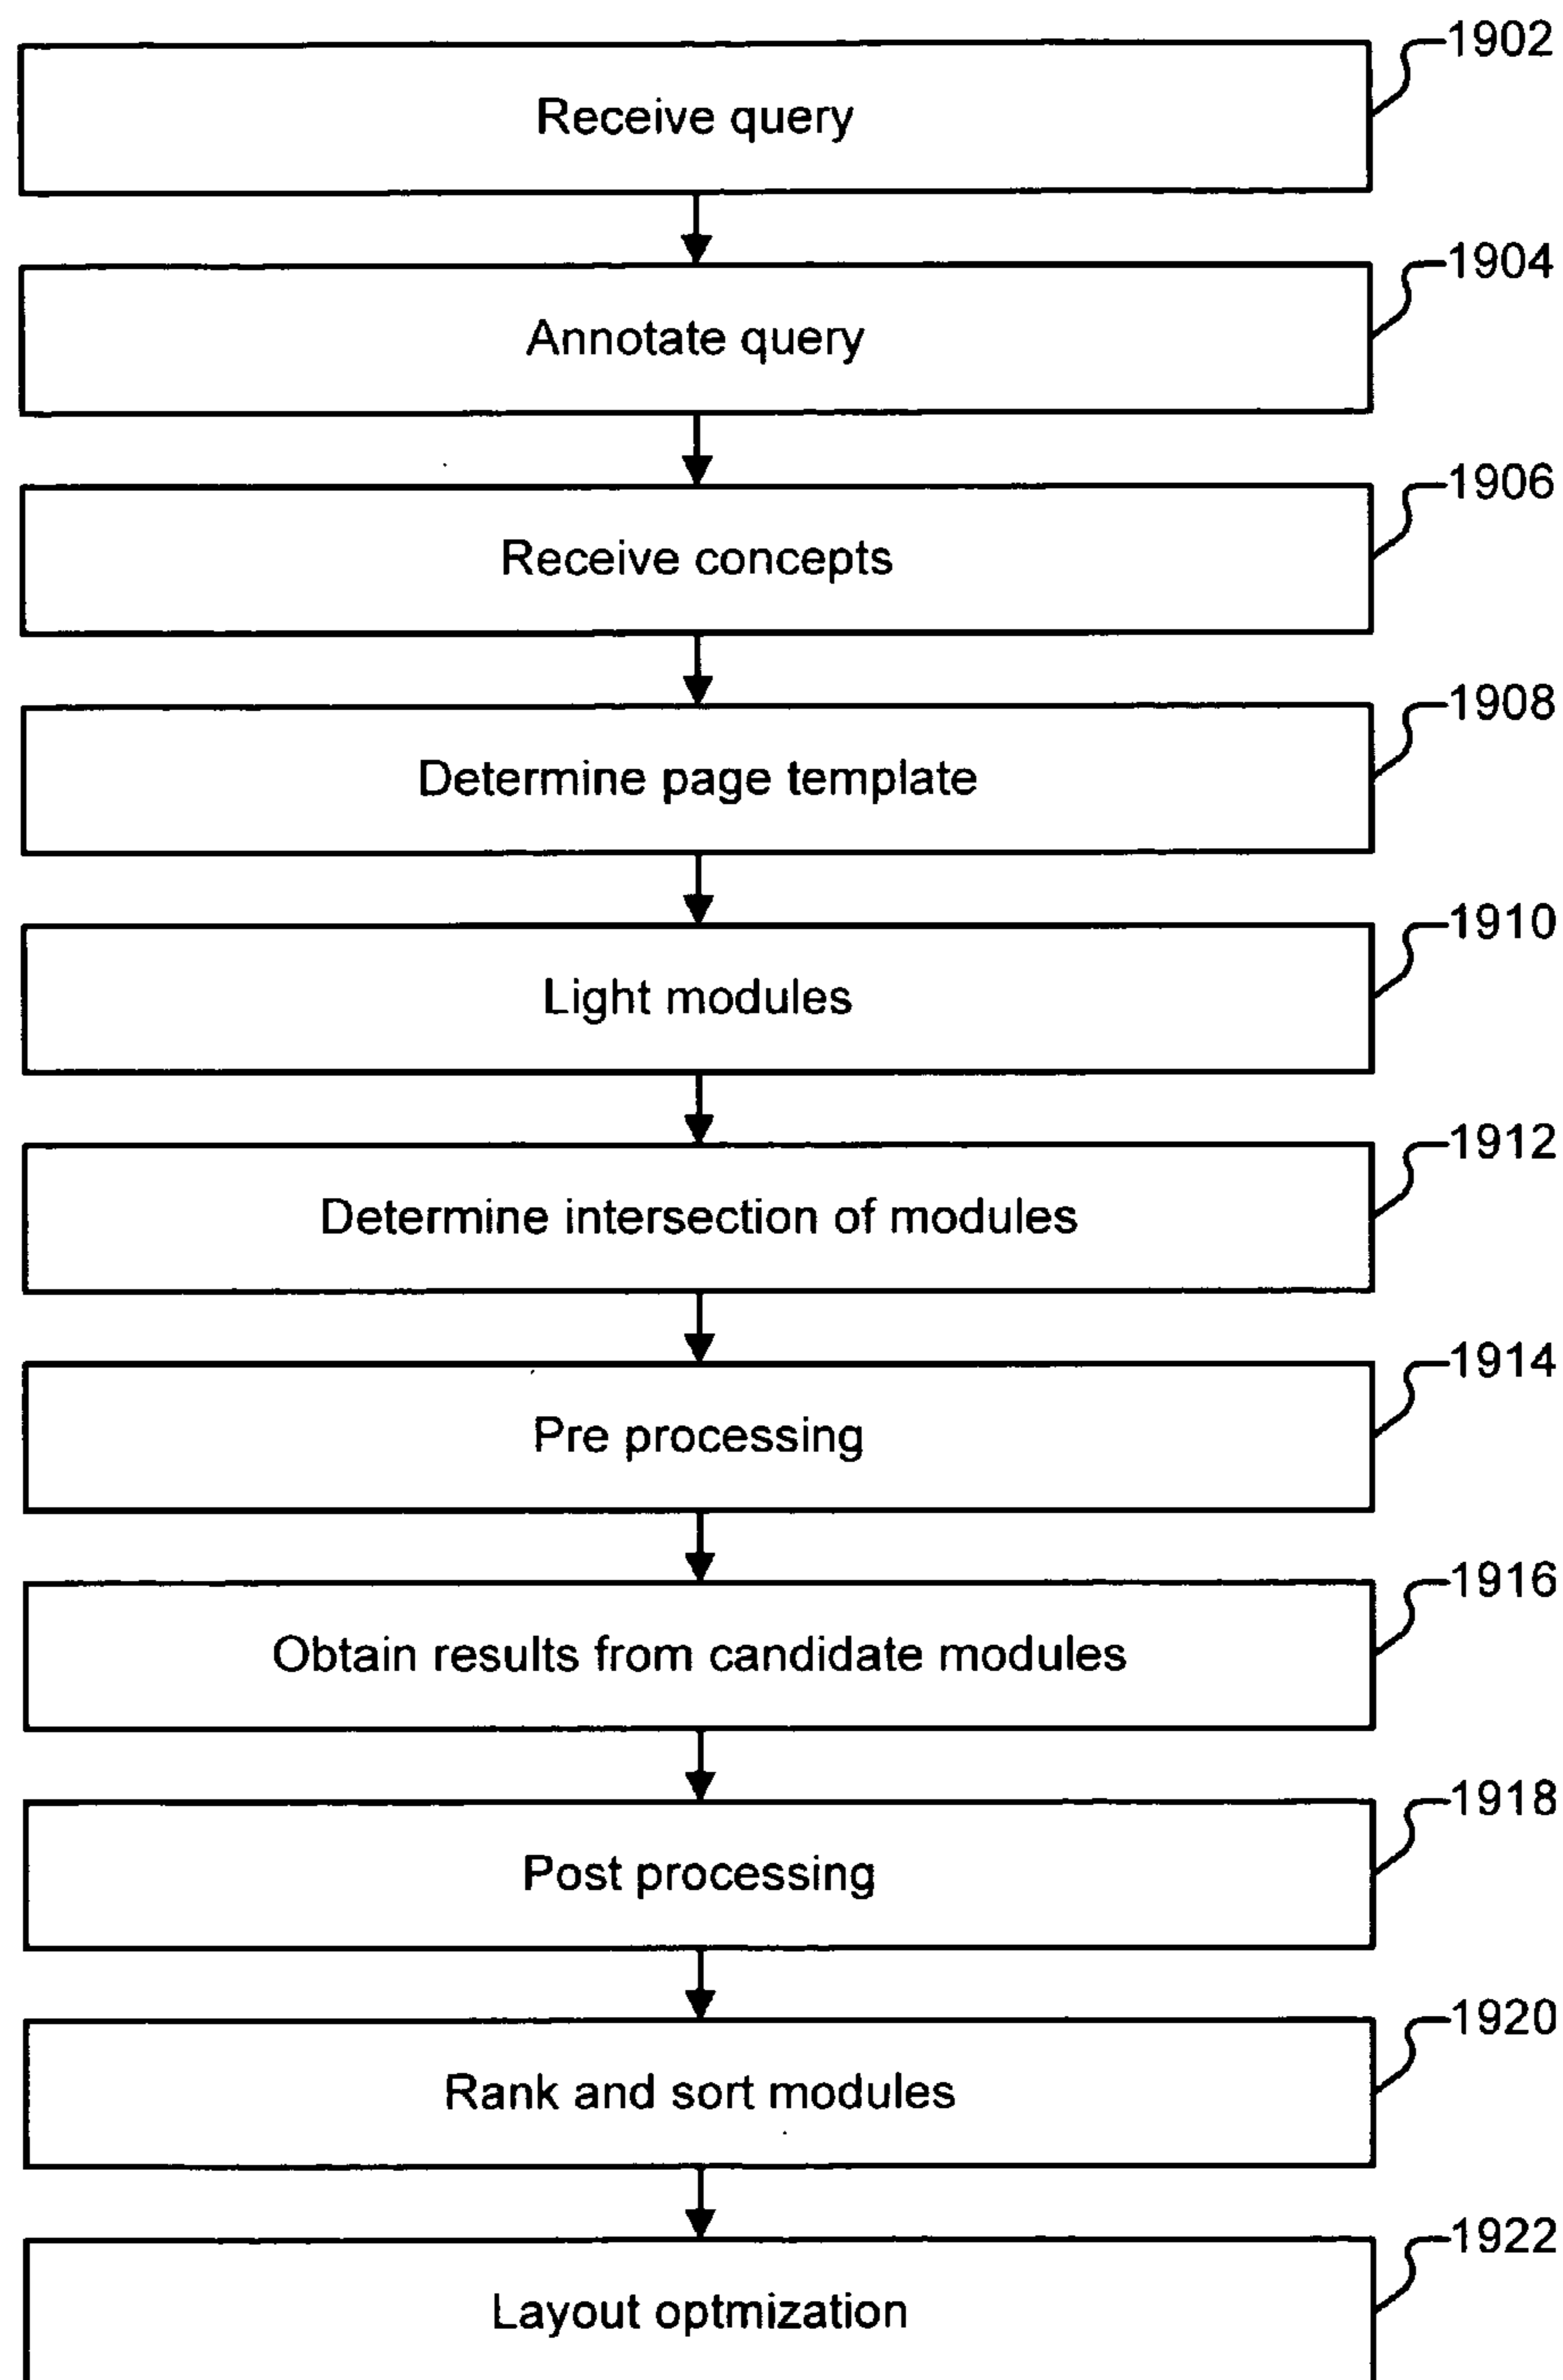 1902
Receive query
1904
Annotate query
1906
Receive concepts
1908
Determine page template
1910
Light modules
1912
Determine intersection of modules
1914
Pre processing
1916
Obtain results from candidate modules
1918
Post processing
1920
Rank and sort modules
1922
Layout optmization